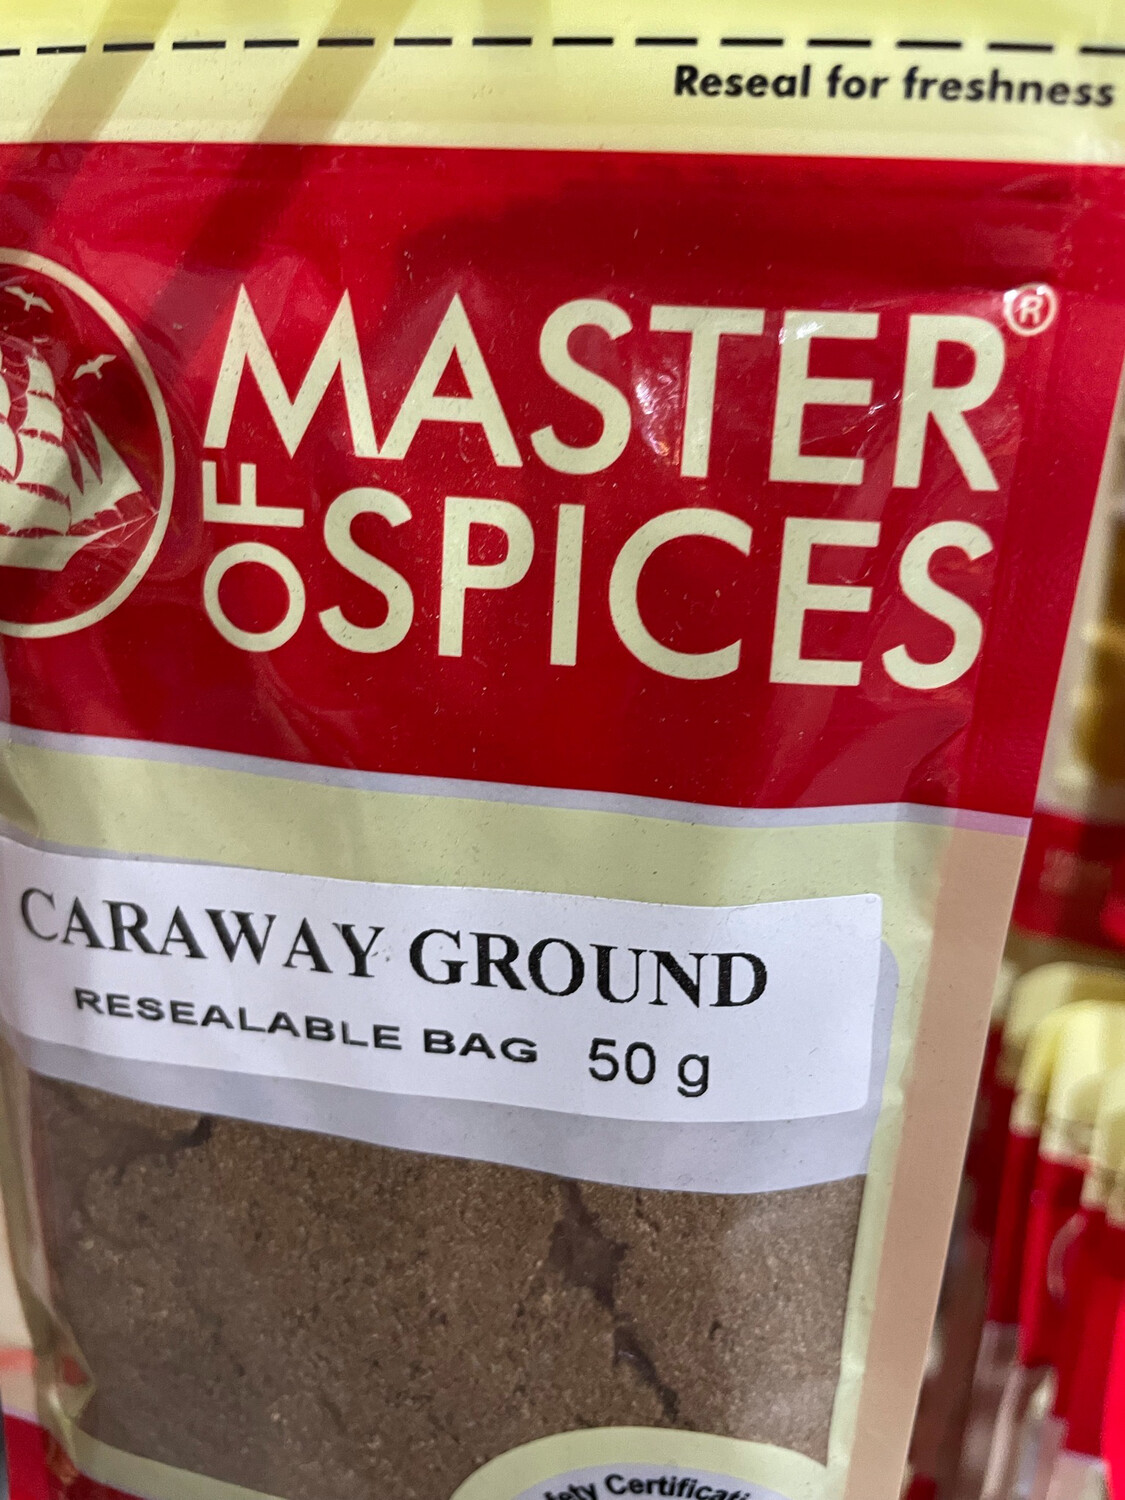 Reseal for freshness
MASTER®
OF SPICES
CARAWAY GROUND
RESEALABLE BAG 50 g